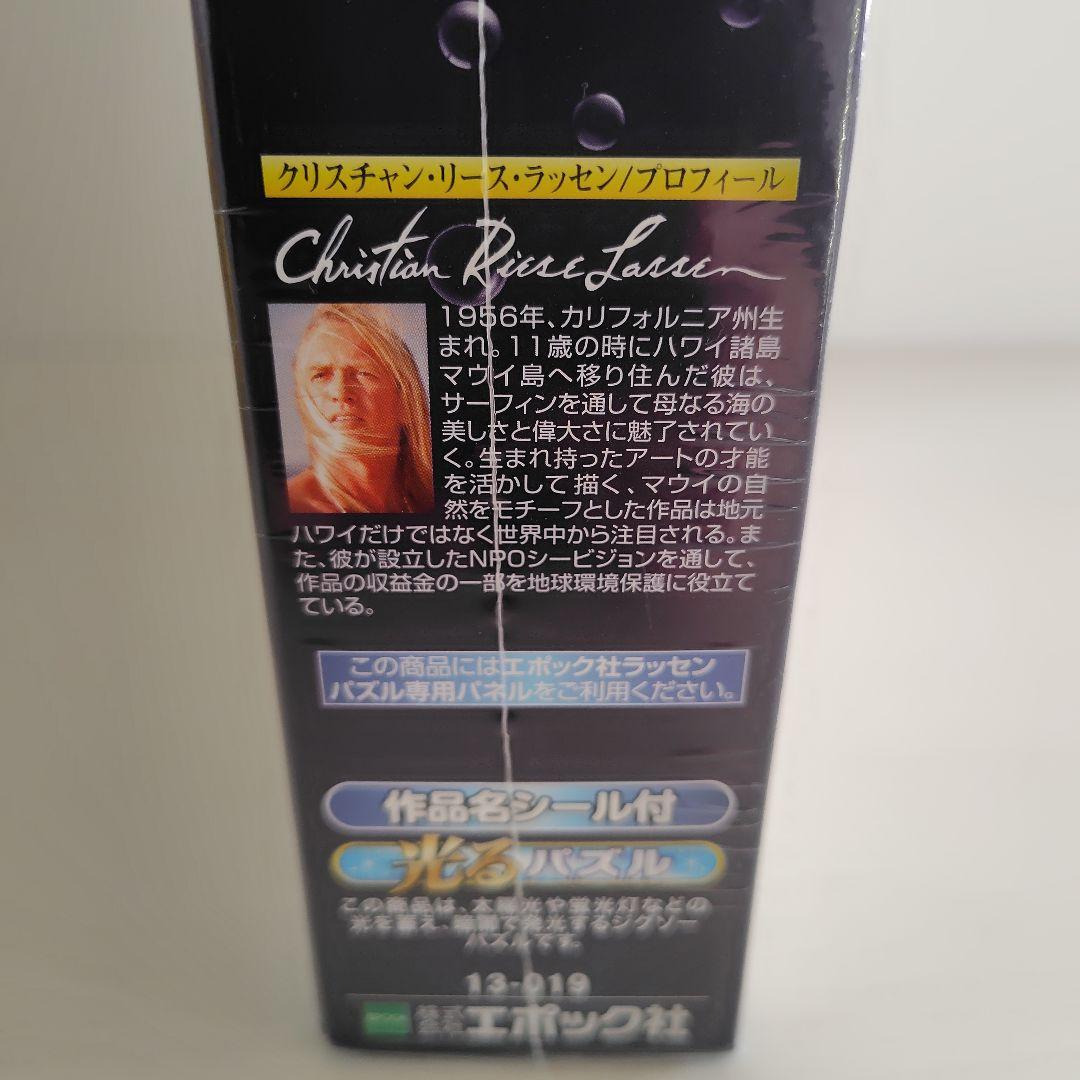 クリスチャン・リース・ラッセン/プロフィール
Christian Riese Lassen
1956年、カリフォルニア州生
まれ。11歳の時にハワイ諸島
マウイ島へ移り住んだ彼は、
サーフィンを通して母なる海の
美しさと偉大さに魅了されてい
く。生まれ持ったアートの才能
を活かして描く、マウイの自
然をモチーフとした作品は地元
ハワイだけではなく世界中から注目される。ま
た、彼が設立したNPOシービジョンを通して、
作品の収益金の一部を地球環境保護に役立て
ている。
この商品にはエポック社ラッセン
パズル専用パネルをご利用ください。
作品名シール付
光るパズル
この商品は、太陽光や蛍光灯などの
光を蓄え、暗闇で発光するジグソー
パズルです。
13-019
株式会社エポック社